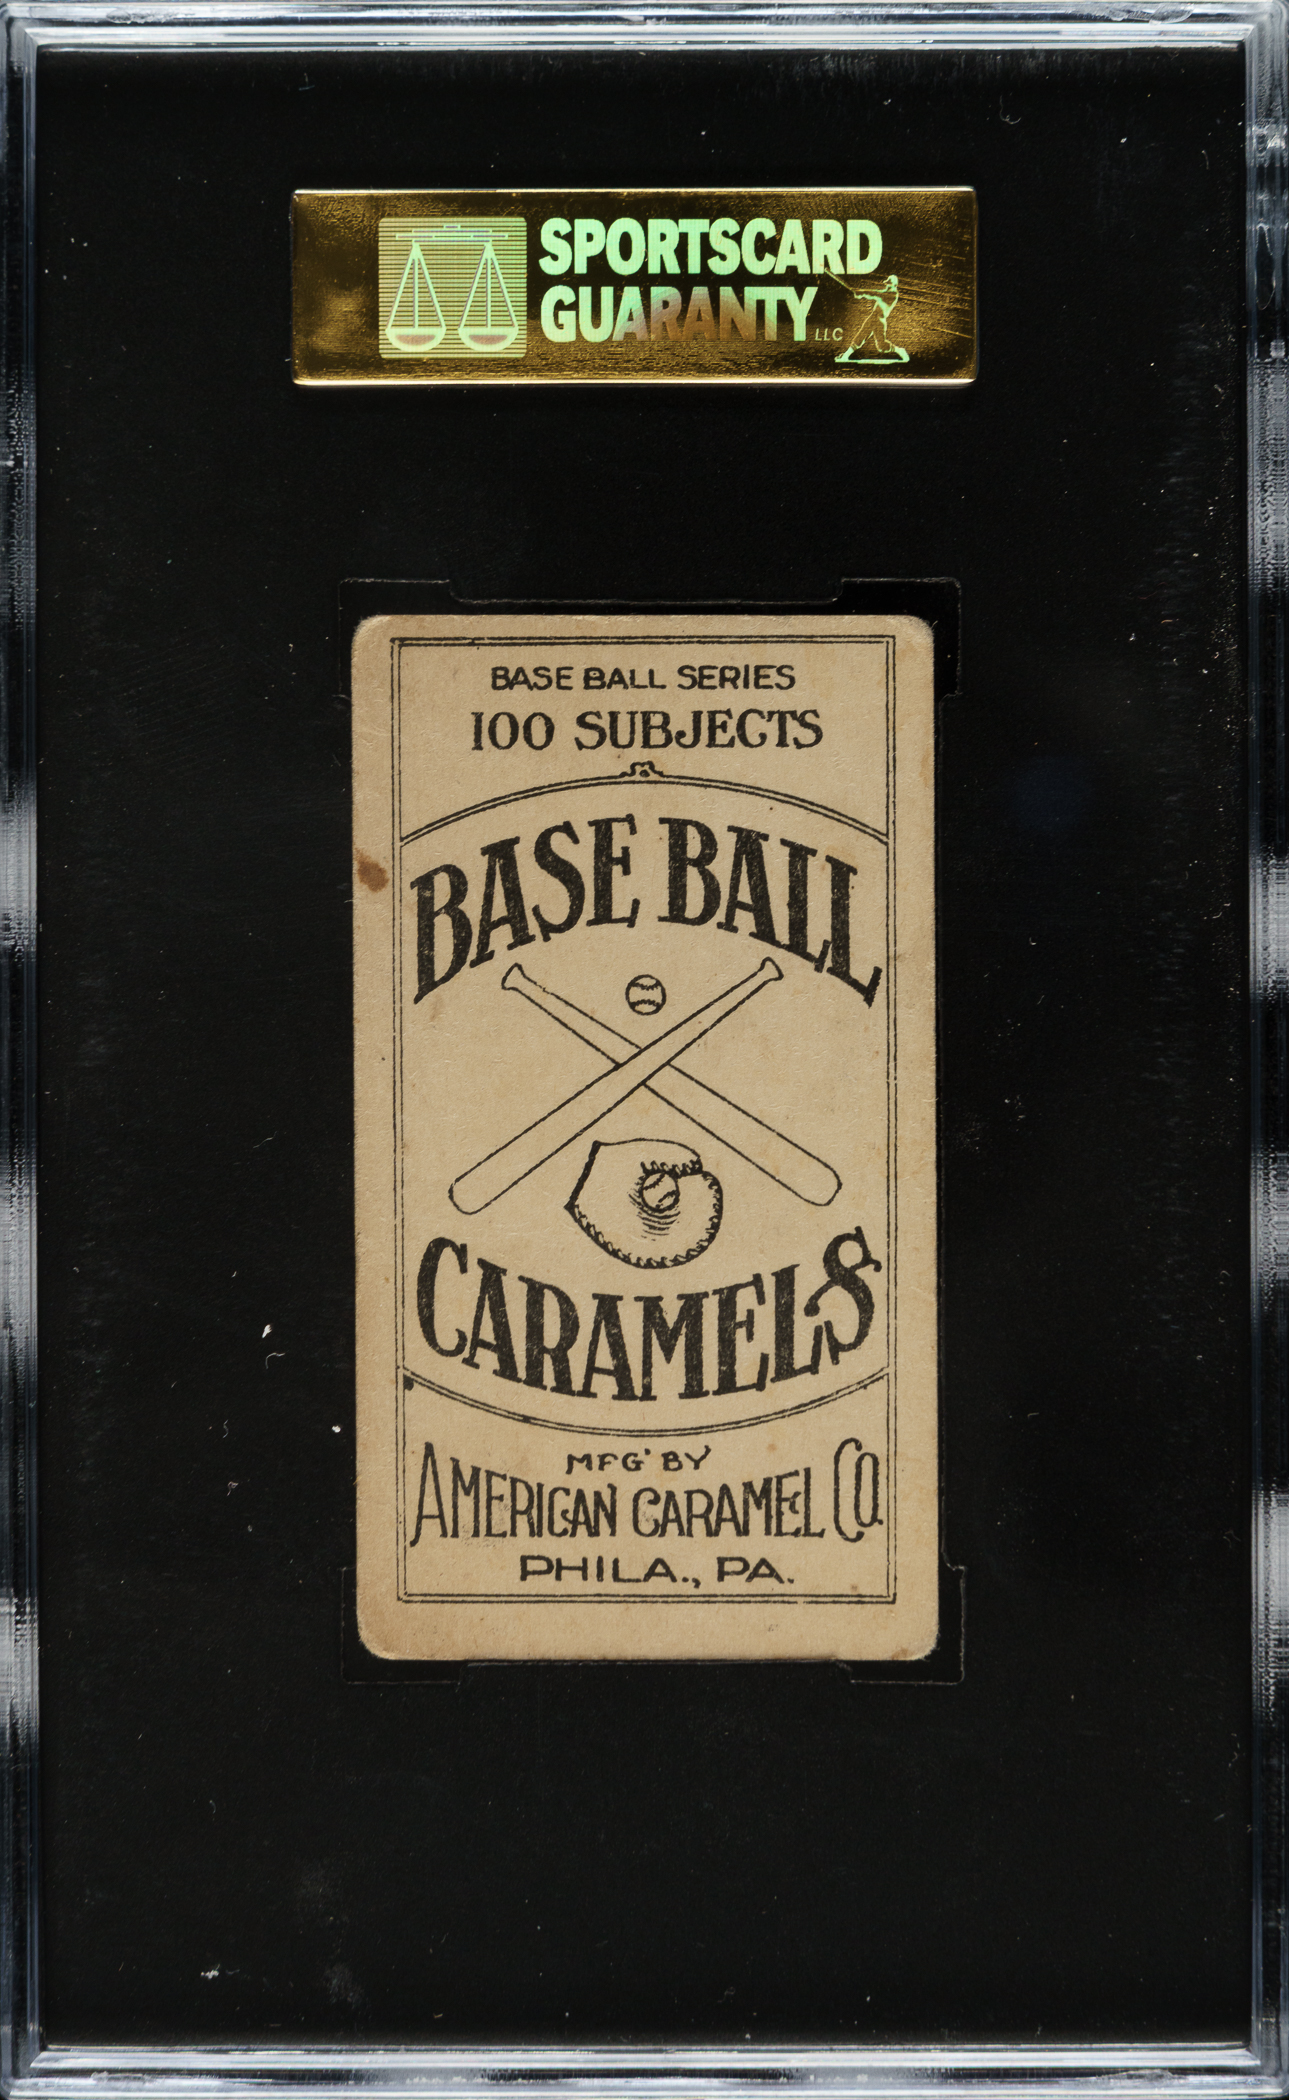 SPORTSCARD
GUARANTY LLC
BASE BALL SERIES
100 SUBJECTS
BASE BALL
CARAMELS
MFG' BY
AMERICAN CARAMEL CO.
PHILA., PA.